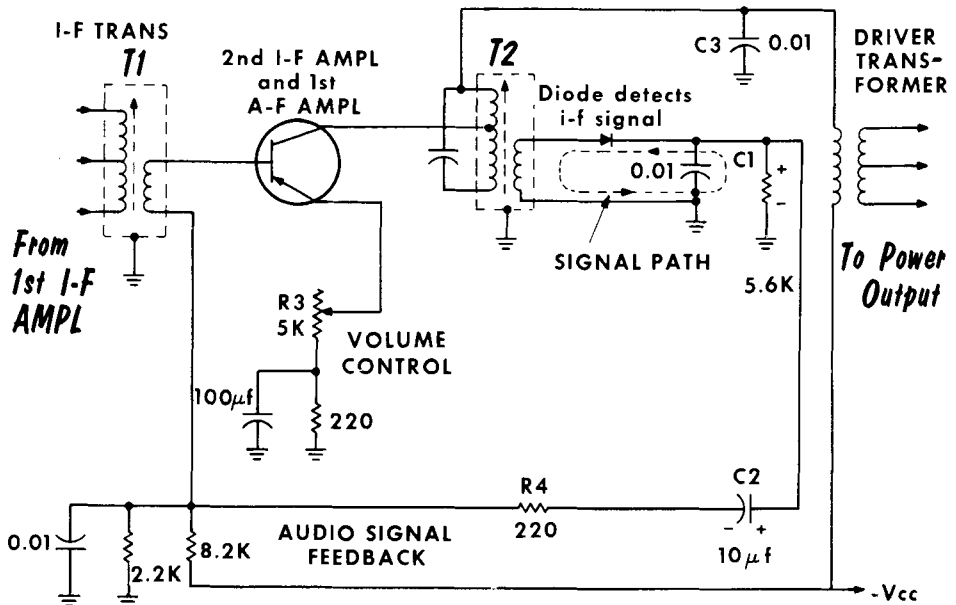 I-F TRANS
T1
2nd I-F AMPL
and 1st
A-F AMPL
T2
C3
0.01
DRIVER
TRANS-
FORMER
Diode detects
i-f signal
0.01
C1
+
-
SIGNAL PATH
5.6K
From
1st I-F
AMPL
To Power
Output
R3
5K
VOLUME
CONTROL
100µf
220
R4
220
C2
- +
10µf
AUDIO SIGNAL
FEEDBACK
0.01
2.2K
8.2K
-Vcc